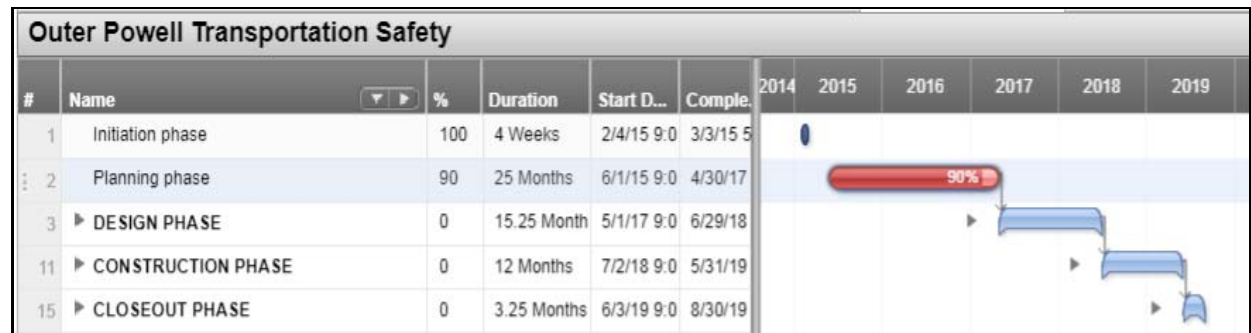 Outer Powell Transportation Safety
# Name % Duration Start D... Comple. 2014 2015 2016 2017 2018 2019
1 Initiation phase 100 4 Weeks 2/4/15 9:0 3/3/15 5
2 Planning phase 90 25 Months 6/1/15 9:0 4/30/17 90%
3 DESIGN PHASE 0 15.25 Month 5/1/17 9:0 6/29/18
11 CONSTRUCTION PHASE 0 12 Months 7/2/18 9:0 5/31/19
15 CLOSEOUT PHASE 0 3.25 Months 6/3/19 9:0 8/30/19